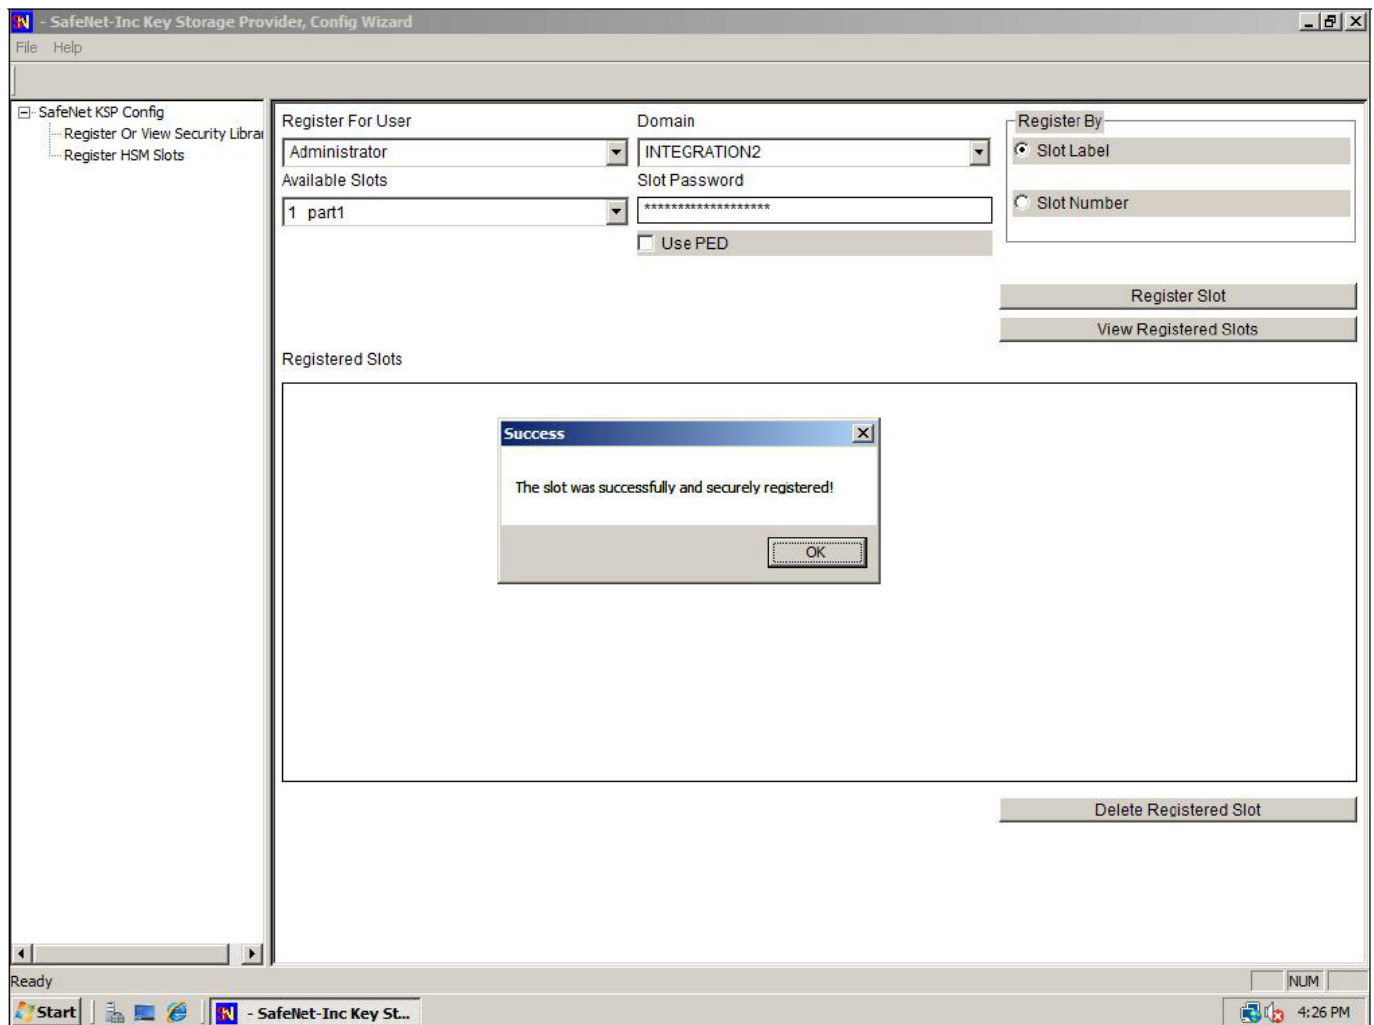 - SafeNet-Inc Key Storage Provider, Config Wizard
File Help
SafeNet KSP Config
Register Or View Security Librar
Register HSM Slots
Register For User
Domain
Register By
Administrator
INTEGRATION2
Slot Label
Available Slots
Slot Password
1 part1
*******************
Slot Number
Use PED
Register Slot
View Registered Slots
Registered Slots
Success
The slot was successfully and securely registered!
OK
Delete Registered Slot
Ready
NUM
Start
- SafeNet-Inc Key St...
4:26 PM